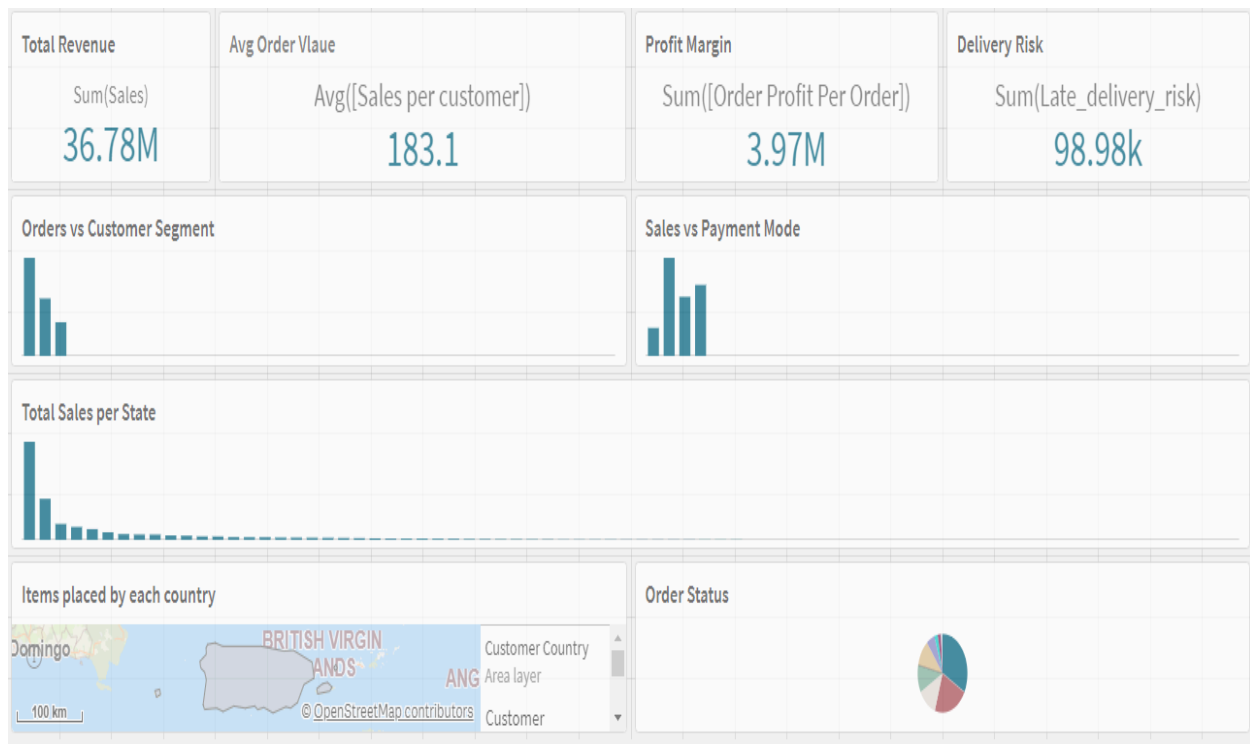 Total Revenue
Sum(Sales)
36.78M
Avg Order Vlaue
Avg([Sales per customer])
183.1
Profit Margin
Sum([Order Profit Per Order])
3.97M
Delivery Risk
Sum(Late_delivery_risk)
98.98k
Orders vs Customer Segment
Sales vs Payment Mode
Total Sales per State
Items placed by each country
Domingo
BRITISH VIRGIN
ANDS
ANG
100 km
© OpenStreetMap contributors
Customer Country
Area layer
Customer
Order Status